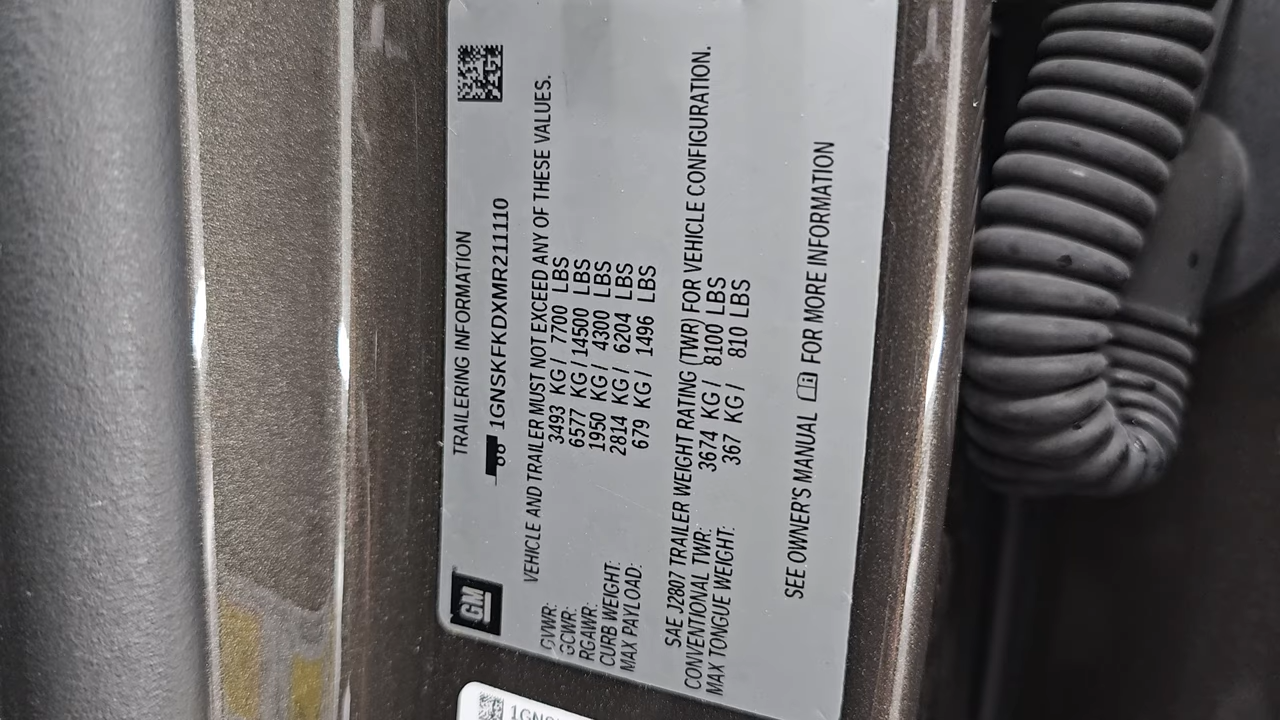 GM
TRAILERING INFORMATION
1GNSKFKDXMR211110
VEHICLE AND TRAILER MUST NOT EXCEED ANY OF THESE VALUES.
GVWR: 3493 KG / 7700 LBS
GCWR: 6577 KG / 14500 LBS
RGAWR: 1950 KG / 4300 LBS
CURB WEIGHT: 2814 KG / 6204 LBS
MAX PAYLOAD: 679 KG / 1496 LBS
SAE J2807 TRAILER WEIGHT RATING (TWR) FOR VEHICLE CONFIGURATION.
CONVENTIONAL TWR: 3674 KG / 8100 LBS
MAX TONGUE WEIGHT: 367 KG / 810 LBS
SEE OWNER'S MANUAL FOR MORE INFORMATION